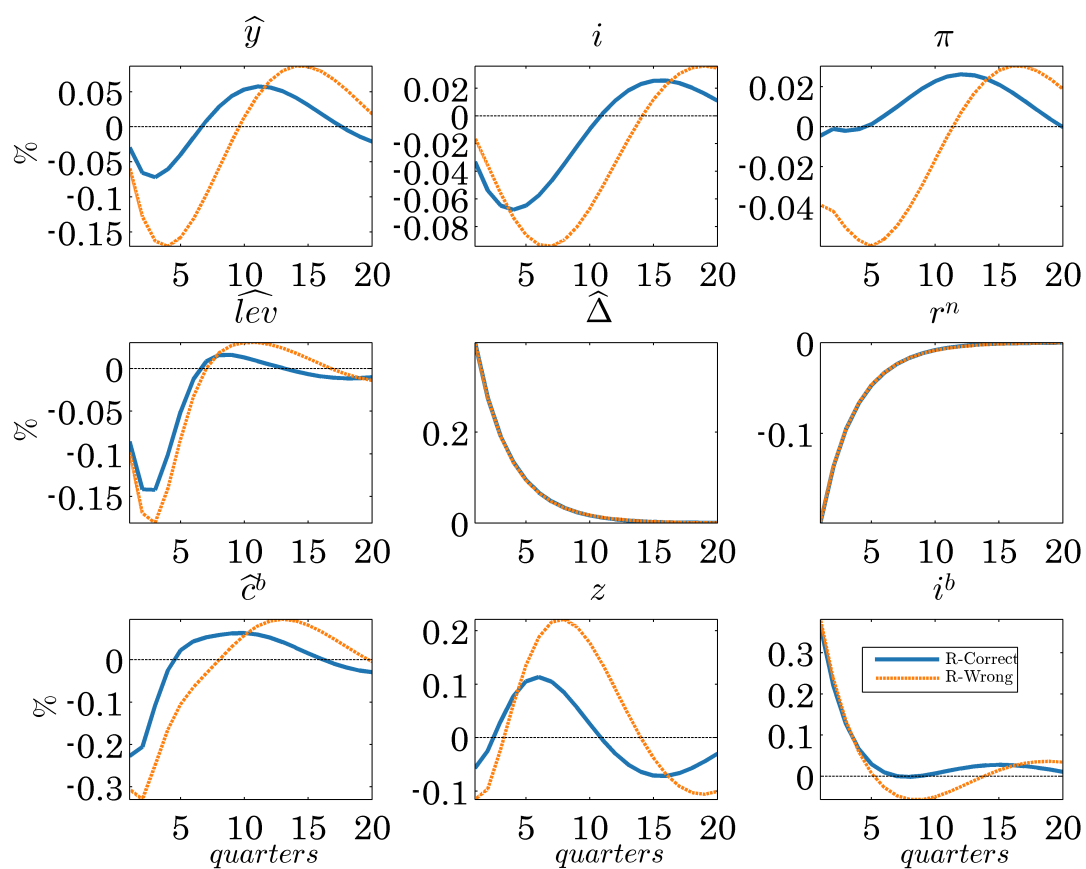 ŷ i π
0.05 0.02 0.02
0 0 0
-0.05 -0.02 -0.02
-0.1 -0.04 -0.04
-0.15 -0.06
-0.08
%
5 10 15 20 5 10 15 20 5 10 15 20
l̂ev Δ̂ rⁿ
0 0.2 0
-0.05 0 -0.1
-0.1
-0.15
%
5 10 15 20 5 10 15 20 5 10 15 20
ĉᵇ z iᵇ
0 0.2 0.3
-0.1 0.1 0.2
-0.2 0 0.1
-0.3 -0.1 0
%
R-Correct
R-Wrong
5 10 15 20 5 10 15 20 5 10 15 20
quarters quarters quarters